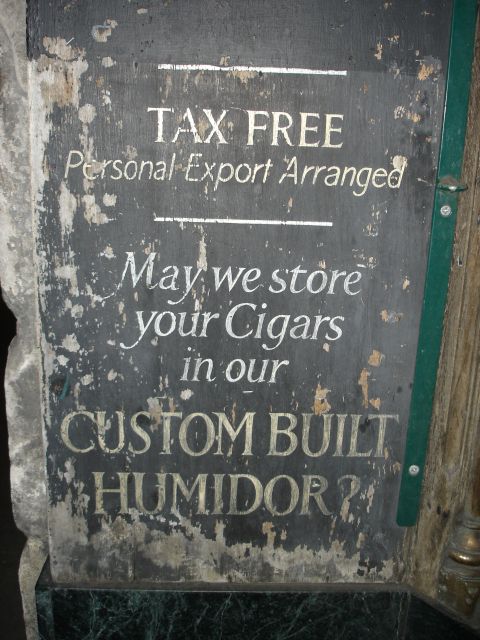 TAX FREE
Personal Export Arranged
May we store
your Cigars
in our
CUSTOM BUILT
HUMIDOR?